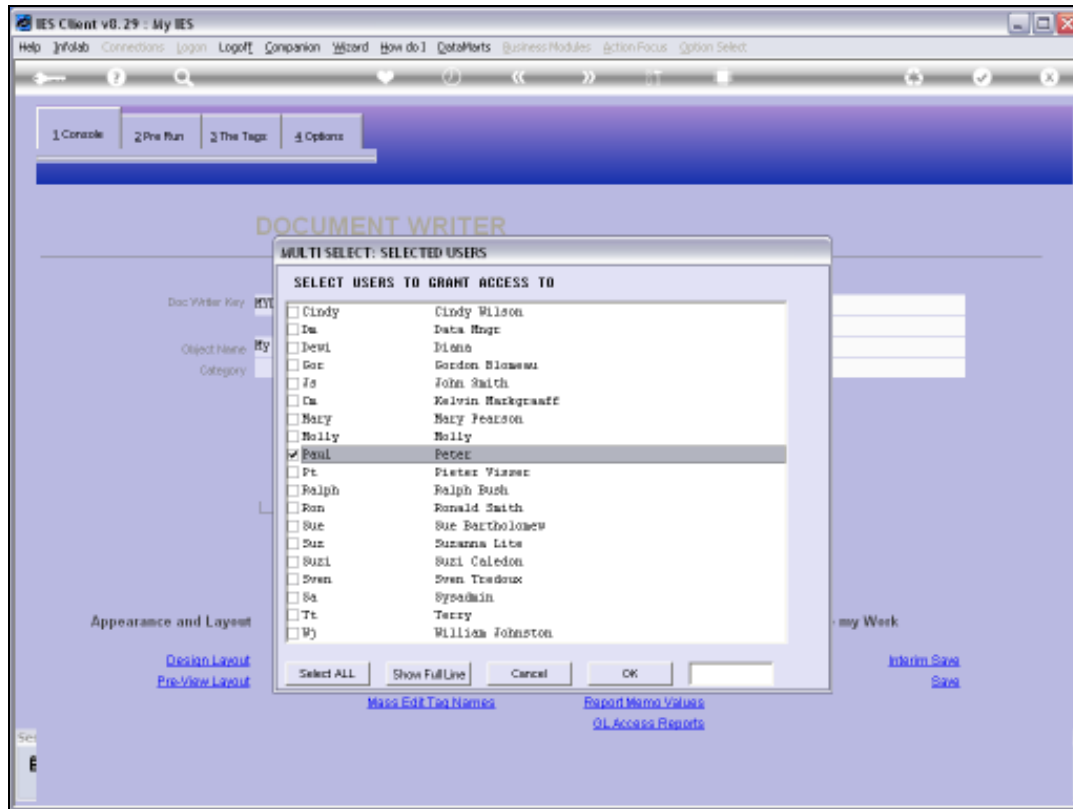 IES Client v8.29 : My IES
Help Infolab Connections Logon Logoff Companion Wizard How do I DataMarts Business Modules Action Focus Option Select
1 Console 2 Pre Run 3 The Tags 4 Options
DOCUMENT WRITER
MULTI SELECT: SELECTED USERS
SELECT USERS TO GRANT ACCESS TO
Doc Writer Key
Object Name My
Category
Cindy Cindy Wilson
Dm Data Mngr
Dewi Diana
Gor
Gordon
Js John Smith
Kelvin Markgraaff
Mary Mary Pearson
Molly Molly
Paul Peter
Pt Pieter Visser
Ralph Ralph Bush
Ron Ronald Smith
Sue Sue Bartholomew
Suz Suzanna Lite
Suzi Suzi Caledon
Sven Sven Tredoux
Sa Sysadmin
Tt Terry
Wj William Johnston
Select ALL Show Full Line Cancel OK
Appearance and Layout
my Work
Design Layout
Interim Save
Pre-View Layout
Save
Mass Edit Tag Names
Report Memo Values
GL Access Reports